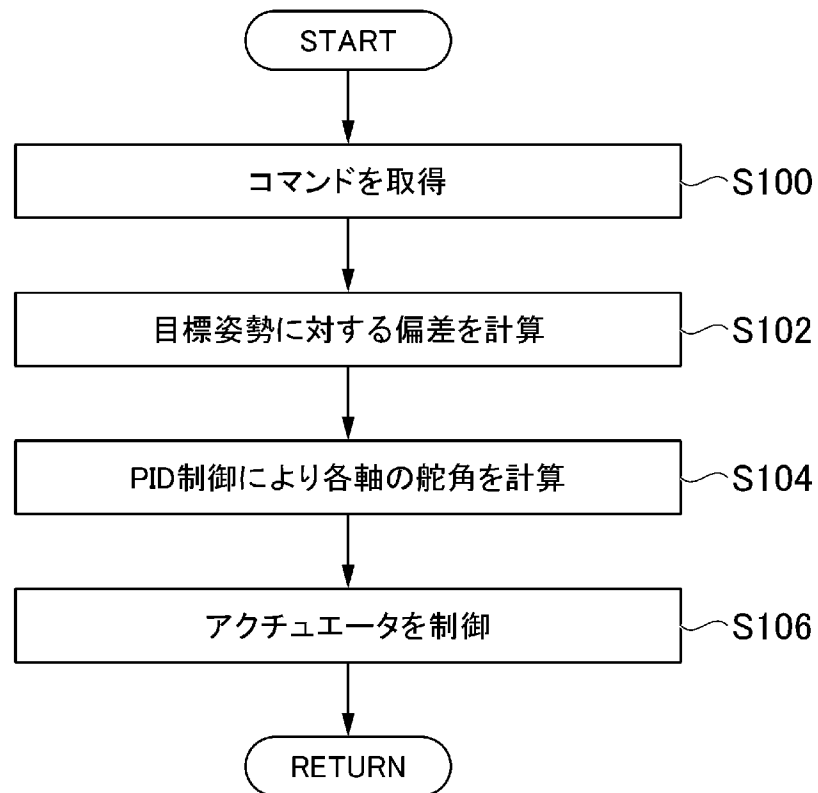 START
コマンドを取得
S100
目標姿勢に対する偏差を計算
S102
PID制御により各軸の舵角を計算
S104
アクチュエータを制御
S106
RETURN